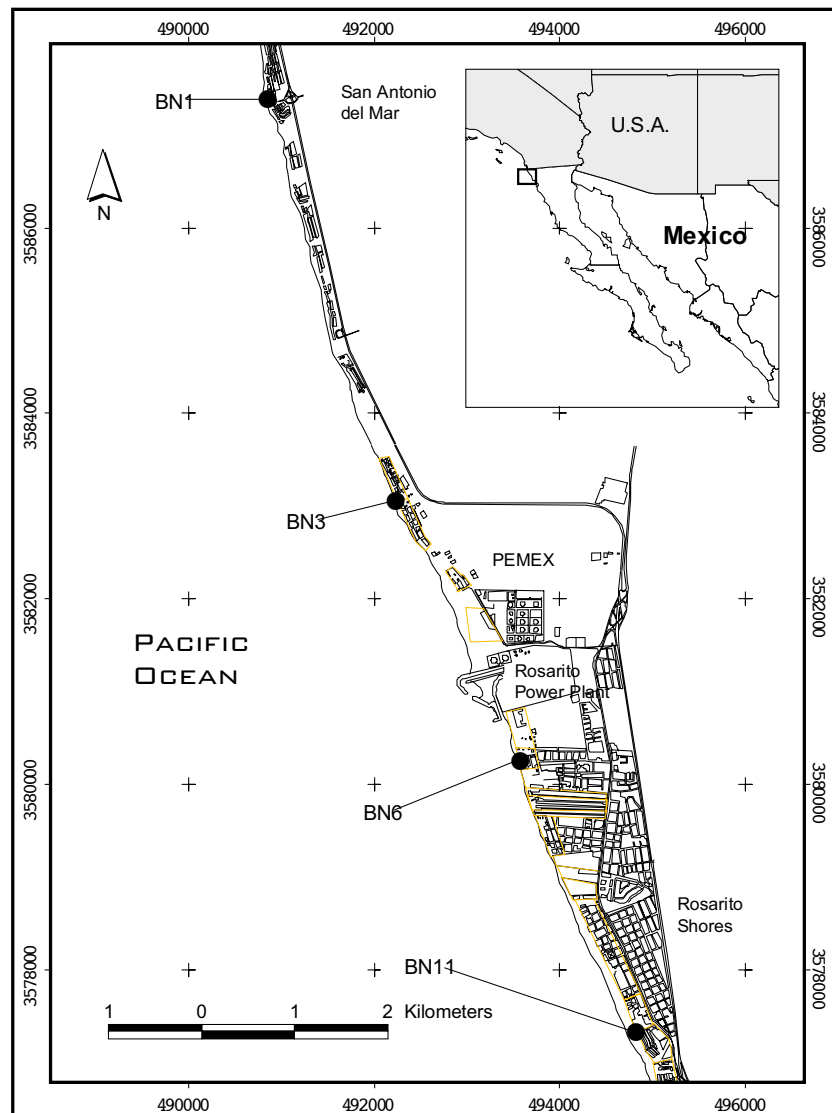 490000
492000
494000
496000
BN1
San Antonio
del Mar
U.S.A.
Mexico
N
3586000
3586000
3584000
3584000
BN3
PEMEX
3582000
3582000
PACIFIC
OCEAN
Rosarito
Power Plant
3580000
3580000
BN6
Rosarito
Shores
BN11
3578000
3578000
1
0
1
2
Kilometers
490000
492000
494000
496000